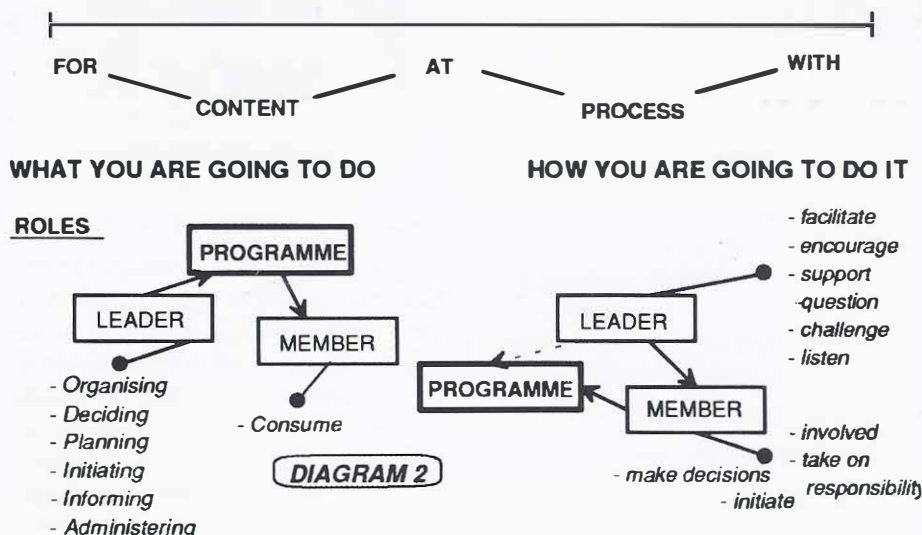 FOR
AT
WITH
CONTENT
PROCESS
WHAT YOU ARE GOING TO DO
HOW YOU ARE GOING TO DO IT
ROLES
PROGRAMME
LEADER
MEMBER
- Organising
- Deciding
- Planning
- Initiating
- Informing
- Administering
- Consume
DIAGRAM 2
- facilitate
- encourage
- support
- question
- challenge
- listen
LEADER
PROGRAMME
MEMBER
- make decisions
- initiate
- involved
- take on
responsibility